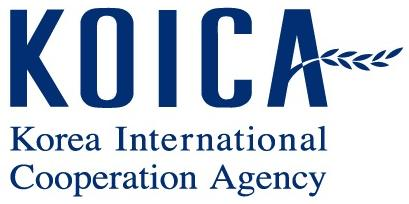 KOICA
Korea International
Cooperation Agency